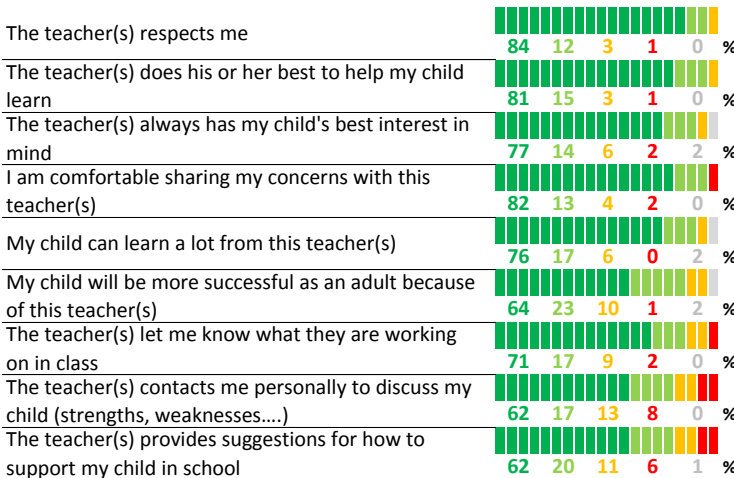 The teacher(s) respects me
84 12 3 1 0 %
The teacher(s) does his or her best to help my child
learn
81 15 3 1 0 %
The teacher(s) always has my child's best interest in
mind
77 14 6 2 2 %
I am comfortable sharing my concerns with this
teacher(s)
82 13 4 2 0 %
My child can learn a lot from this teacher(s)
76 17 6 0 2 %
My child will be more successful as an adult because
of this teacher(s)
64 23 10 1 2 %
The teacher(s) let me know what they are working
on in class
71 17 9 2 0 %
The teacher(s) contacts me personally to discuss my
child (strengths, weaknesses....)
62 17 13 8 0 %
The teacher(s) provides suggestions for how to
support my child in school
62 20 11 6 1 %